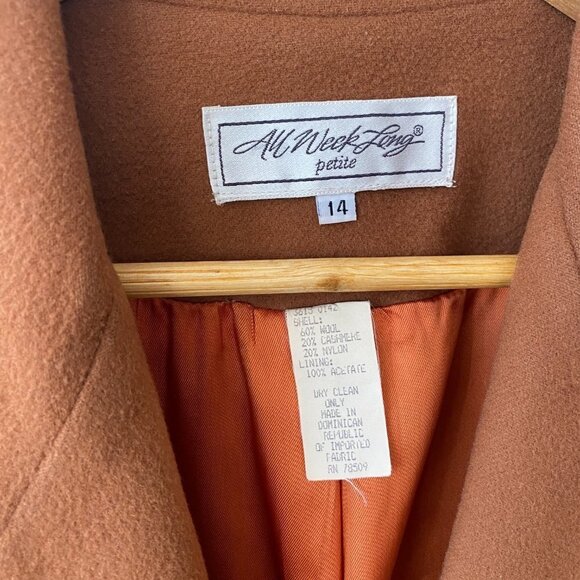 All Week Long®
petite
14
3615 0142
SHELL:
60% WOOL
20% CASHMERE
20% NYLON
LINING:
100% ACETATE
DRY CLEAN
ONLY
MADE IN
DOMINICAN
REPUBLIC
OF IMPORTED
FABRIC
RN 78509